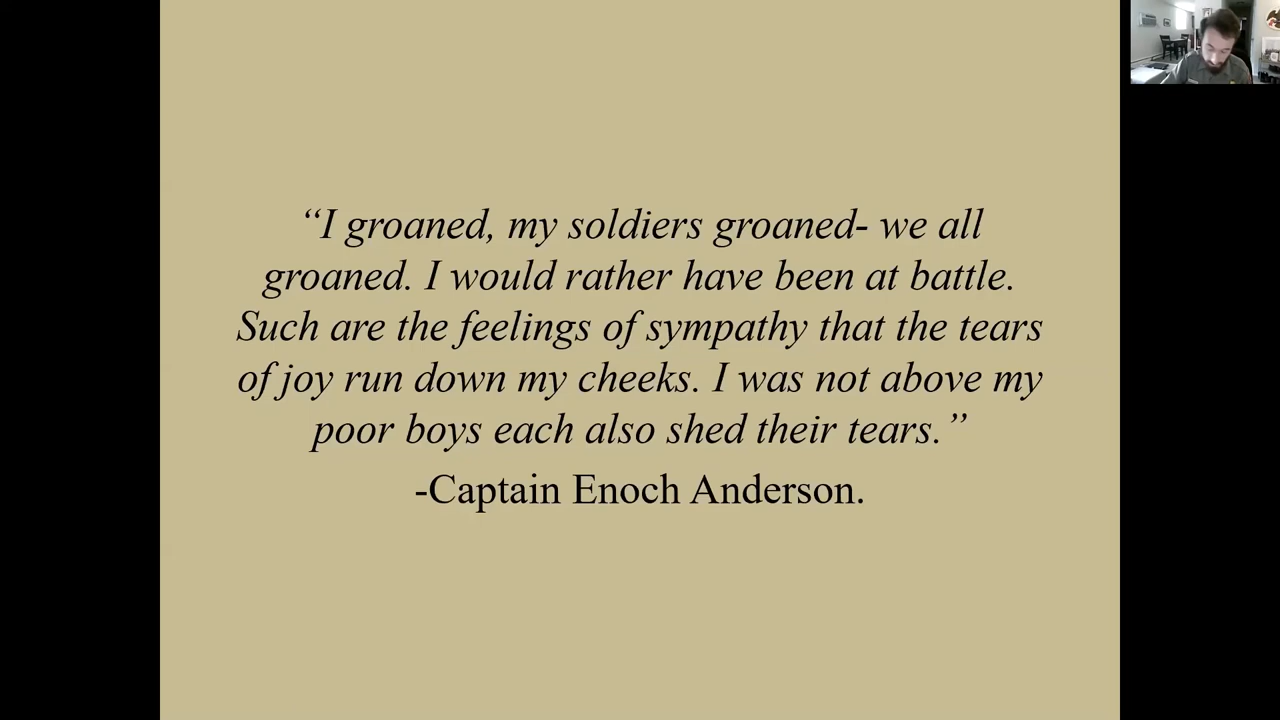 “I groaned, my soldiers groaned- we all
groaned. I would rather have been at battle.
Such are the feelings of sympathy that the tears
of joy run down my cheeks. I was not above my
poor boys each also shed their tears.”
-Captain Enoch Anderson.